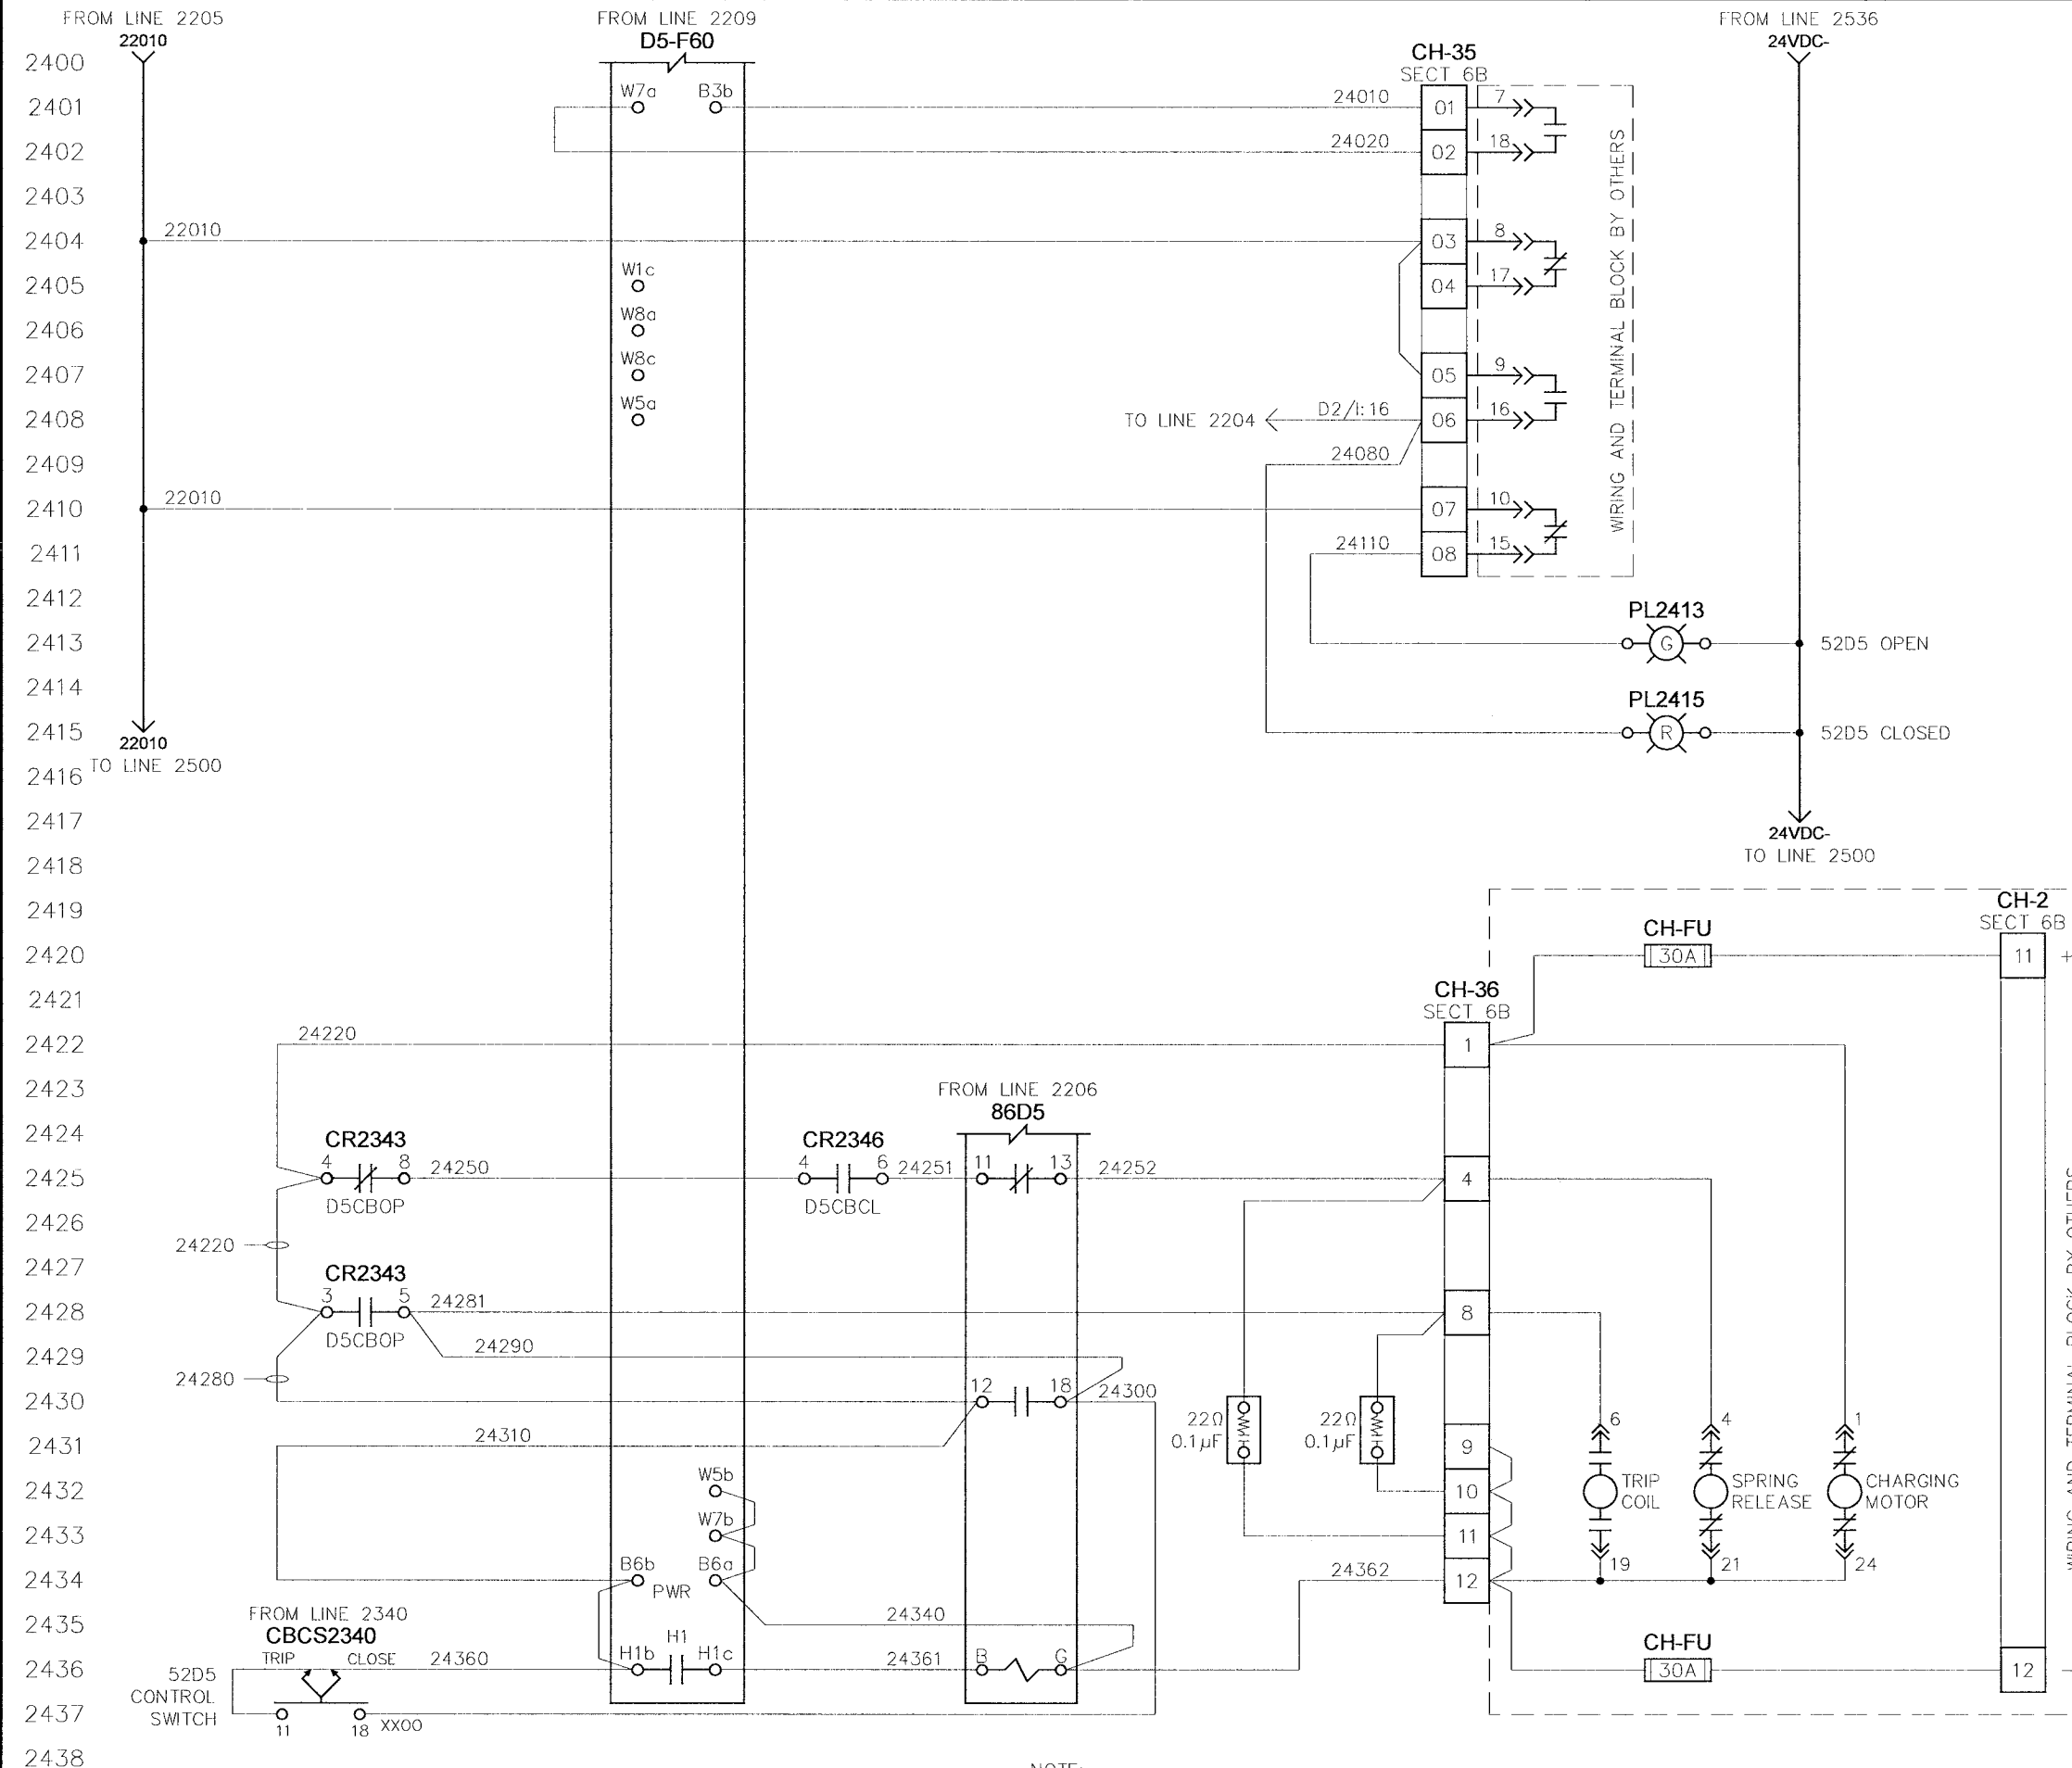 FROM LINE 2205
22010
FROM LINE 2209
D5-F60
FROM LINE 2536
24VDC-
CH-35
SECT 6B
2400
2401
W7a
B3b
24010
01
7
2402
24020
02
18
2403
2404
22010
03
8
2405
W1c
04
17
2406
W8a
2407
W8c
05
9
2408
W5a
TO LINE 2204
D2/I:16
06
16
2409
24080
2410
22010
07
10
2411
24110
08
15
WIRING AND TERMINAL BLOCK BY OTHERS
2412
PL2413
2413
G
52D5 OPEN
2414
PL2415
2415
R
52D5 CLOSED
22010
TO LINE 2500
2416
2417
24VDC-
TO LINE 2500
2418
2419
CH-2
SECT 6B
CH-FU
2420
30A
11
+
2421
CH-36
SECT 6B
2422
24220
1
2423
FROM LINE 2206
86D5
2424
CR2343
CR2346
2425
4
8
24250
4
6
24251
11
13
24252
4
D5CBOP
D5CBCL
2426
24220
2427
CR2343
2428
3
5
24281
8
D5CBOP
2429
24290
24280
2430
12
18
24300
2431
24310
22Ω
0.1µF
22Ω
0.1µF
9
6
4
1
2432
W5b
10
TRIP
COIL
SPRING
RELEASE
CHARGING
MOTOR
2433
W7b
11
2434
B6b
PWR
B6a
24362
12
19
21
24
2435
FROM LINE 2340
CBCS2340
24340
CH-FU
2436
TRIP
CLOSE
24360
H1b
H1
H1c
24361
B
G
30A
12
52D5
CONTROL
SWITCH
2437
11
18
XXOO
2438
NOTE:
WIRING AND TERMINAL BLOCK BY OTHERS